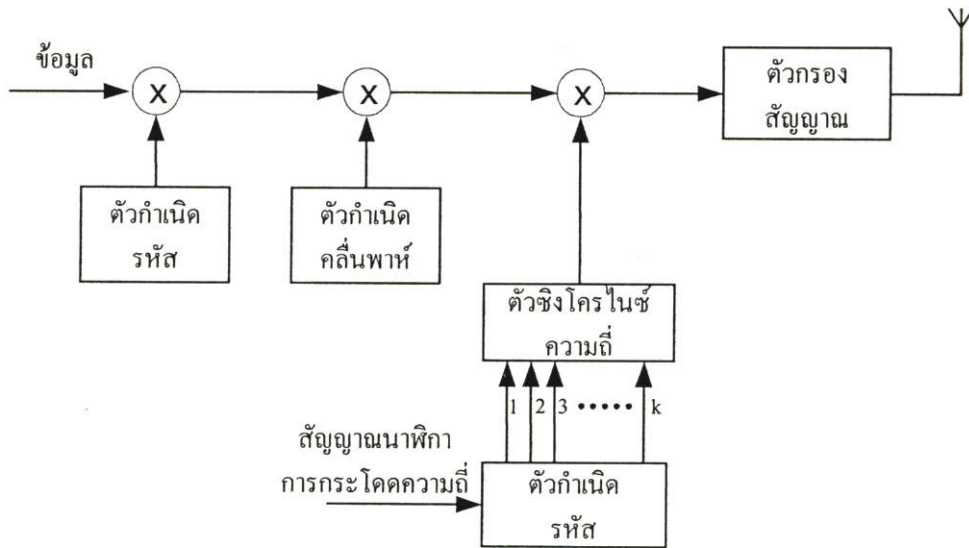 ข้อมูล
X
X
X
ตัวกรอง
สัญญาณ
ตัวกำเนิด
รหัส
ตัวกำเนิด
คลื่นพาห์
ตัวซิงโครไนซ์
ความถี่
1 2 3 ····· k
สัญญาณนาฬิกา
การกระโดดความถี่
ตัวกำเนิด
รหัส